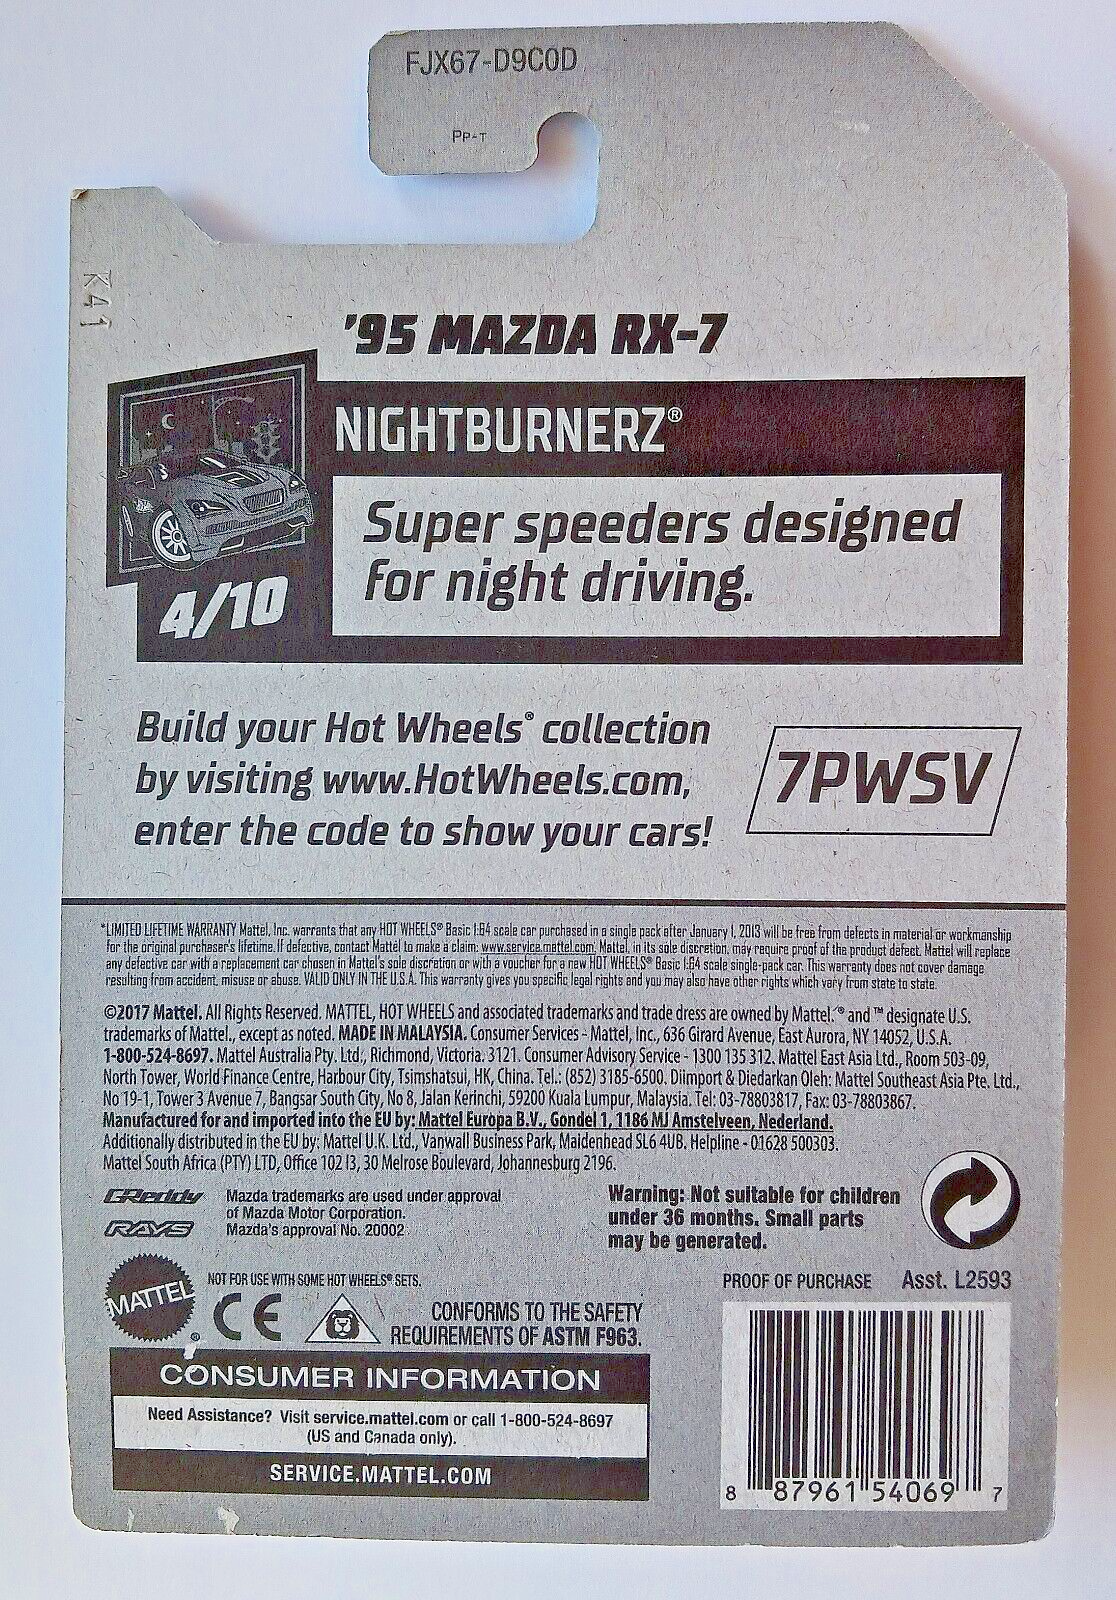 FJX67-D9C0D
K41
'95 MAZDA RX-7
NIGHTBURNERZ®
Super speeders designed
for night driving.
4/10
Build your Hot Wheels® collection
by visiting www.HotWheels.com,
enter the code to show your cars!
7PWSV
*LIMITED LIFETIME WARRANTY Mattel, Inc. warrants that any HOT WHEELS® Basic 1:64 scale car purchased in a single pack after January 1, 2013 will be free from defects in material or workmanship
for the original purchaser's lifetime. If defective, contact Mattel to make a claim: www.service.mattel.com. Mattel, in its sole discretion, may require proof of the product defect. Mattel will replace
any defective car with a replacement car chosen in Mattel's sole discretion or with a voucher for a new HOT WHEELS® Basic 1:64 scale single-pack car. This warranty does not cover damage
resulting from accident, misuse or abuse. VALID ONLY IN THE U.S.A. This warranty gives you specific legal rights and you may also have other rights which vary from state to state.
©2017 Mattel. All Rights Reserved. MATTEL, HOT WHEELS and associated trademarks and trade dress are owned by Mattel. ® and ™ designate U.S.
trademarks of Mattel, except as noted. MADE IN MALAYSIA. Consumer Services - Mattel, Inc., 636 Girard Avenue, East Aurora, NY 14052, U.S.A.
1-800-524-8697. Mattel Australia Pty. Ltd., Richmond, Victoria. 3121. Consumer Advisory Service - 1300 135 312. Mattel East Asia Ltd., Room 503-09,
North Tower, World Finance Centre, Harbour City, Tsimshatsui, HK, China. Tel.: (852) 3185-6500. Diimport & Diedarkan Oleh: Mattel Southeast Asia Pte. Ltd.,
No 19-1, Tower 3 Avenue 7, Bangsar South City, No 8, Jalan Kerinchi, 59200 Kuala Lumpur, Malaysia. Tel: 03-78803817, Fax: 03-78803867.
Manufactured for and imported into the EU by: Mattel Europa B.V., Gondel 1, 1186 MJ Amstelveen, Nederland.
Additionally distributed in the EU by: Mattel U.K. Ltd., Vanwall Business Park, Maidenhead SL6 4UB. Helpline - 01628 500303.
Mattel South Africa (PTY) LTD, Office 102 I3, 30 Melrose Boulevard, Johannesburg 2196.
GReddy
RAYS
Mazda trademarks are used under approval
of Mazda Motor Corporation.
Mazda's approval No. 20002
Warning: Not suitable for children
under 36 months. Small parts
may be generated.
MATTEL®
NOT FOR USE WITH SOME HOT WHEELS® SETS.
CE
CONFORMS TO THE SAFETY
REQUIREMENTS OF ASTM F963.
PROOF OF PURCHASE Asst. L2593
CONSUMER INFORMATION
Need Assistance? Visit service.mattel.com or call 1-800-524-8697
(US and Canada only).
SERVICE.MATTEL.COM
8 87961 54069 7